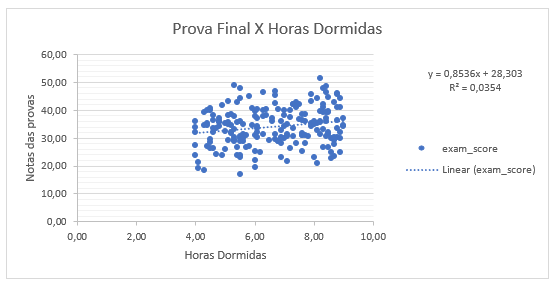 Prova Final X Horas Dormidas
60,00
50,00
40,00
30,00
20,00
10,00
0,00
Notas das provas
0,00 2,00 4,00 6,00 8,00 10,00
Horas Dormidas
y = 0,8536x + 28,303
R² = 0,0354
exam_score
Linear (exam_score)